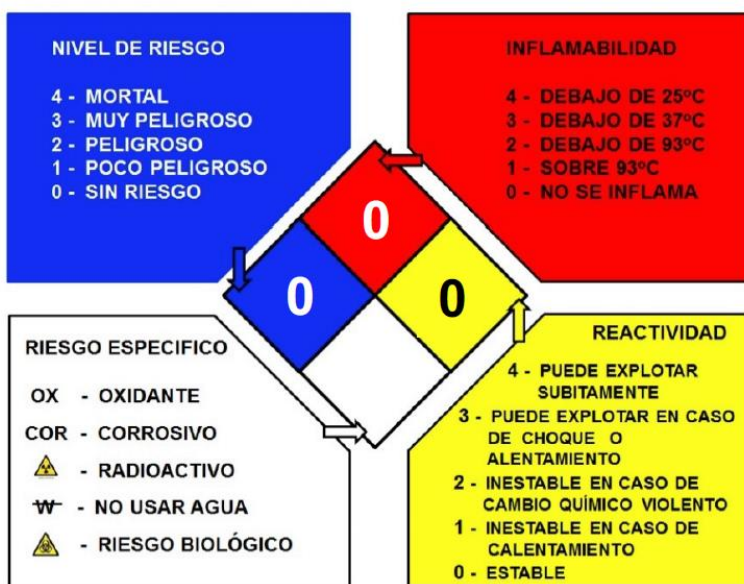 NIVEL DE RIESGO
4 - MORTAL
3 - MUY PELIGROSO
2 - PELIGROSO
1 - POCO PELIGROSO
0 - SIN RIESGO
INFLAMABILIDAD
4 - DEBAJO DE 25ºC
3 - DEBAJO DE 37ºC
2 - DEBAJO DE 93ºC
1 - SOBRE 93ºC
0 - NO SE INFLAMA
0
0
0
RIESGO ESPECIFICO
OX - OXIDANTE
COR - CORROSIVO
- RADIOACTIVO
W - NO USAR AGUA
- RIESGO BIOLÓGICO
REACTIVIDAD
4 - PUEDE EXPLOTAR
SUBITAMENTE
3 - PUEDE EXPLOTAR EN CASO
DE CHOQUE O
ALENTAMIENTO
2 - INESTABLE EN CASO DE
CAMBIO QUÍMICO VIOLENTO
1 - INESTABLE EN CASO DE
CALENTAMIENTO
0 - ESTABLE